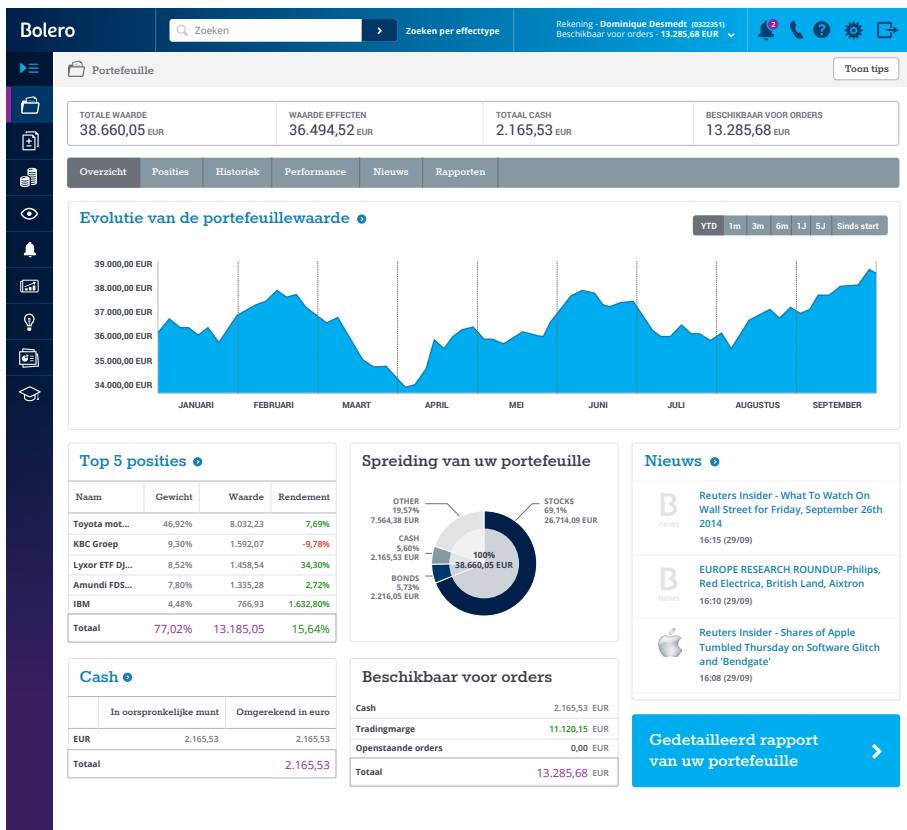 Bolero
Zoeken
Zoeken per effecttype
Rekening - Dominique Desmedt (0322351)
Beschikbaar voor orders - 13.285,68 EUR
2
Portefeuille
Toon tips
TOTALE WAARDE
38.660,05 EUR
WAARDE EFFECTEN
36.494,52 EUR
TOTAAL CASH
2.165,53 EUR
BESCHIKBAAR VOOR ORDERS
13.285,68 EUR
Overzicht Posities Historiek Performance Nieuws Rapporten
Evolutie van de portefeuillewaarde
YTD 1m 3m 6m 1J 5J Sinds start
39.000,00 EUR
38.000,00 EUR
37.000,00 EUR
36.000,00 EUR
35.000,00 EUR
34.000,00 EUR
JANUARI FEBRUARI MAART APRIL MEI JUNI JULI AUGUSTUS SEPTEMBER
Top 5 posities
Naam Gewicht Waarde Rendement
Toyota mot... 46,92% 8.032,23 7,69%
KBC Groep 9,30% 1.592,07 -9,78%
Lyxor ETF DJ... 8,52% 1.458,54 34,30%
Amundi FDS... 7,80% 1.335,28 2,72%
IBM 4,48% 766,93 1.632,80%
Totaal 77,02% 13.185,05 15,64%
Spreiding van uw portefeuille
OTHER
19,57%
7.564,38 EUR
CASH
5,60%
2.165,53 EUR
BONDS
5,73%
2.216,05 EUR
STOCKS
69,1%
26.714,09 EUR
100%
38.660,05 EUR
Nieuws
B
news
Reuters Insider - What To Watch On
Wall Street for Friday, September 26th
2014
16:15 (29/09)
B
news
EUROPE RESEARCH ROUNDUP-Philips,
Red Electrica, British Land, Aixtron
16:10 (29/09)
Reuters Insider - Shares of Apple
Tumbled Thursday on Software Glitch
and 'Bendgate'
16:08 (29/09)
Cash
In oorspronkelijke munt Omgerekend in euro
EUR 2.165,53 2.165,53
Totaal 2.165,53
Beschikbaar voor orders
Cash 2.165,53 EUR
Tradingmarge 11.120,15 EUR
Openstaande orders 0,00 EUR
Totaal 13.285,68 EUR
Gedetailleerd rapport
van uw portefeuille